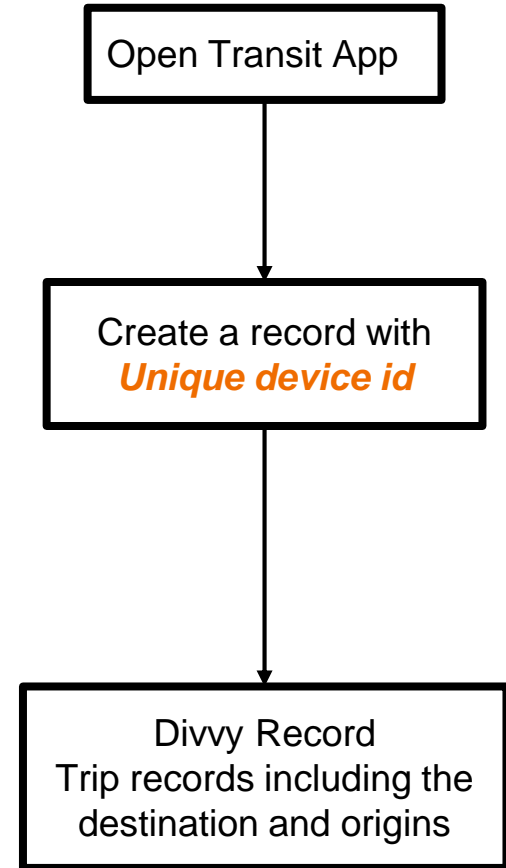 Open Transit App
Create a record with
Unique device id
Divvy Record
Trip records including the
destination and origins